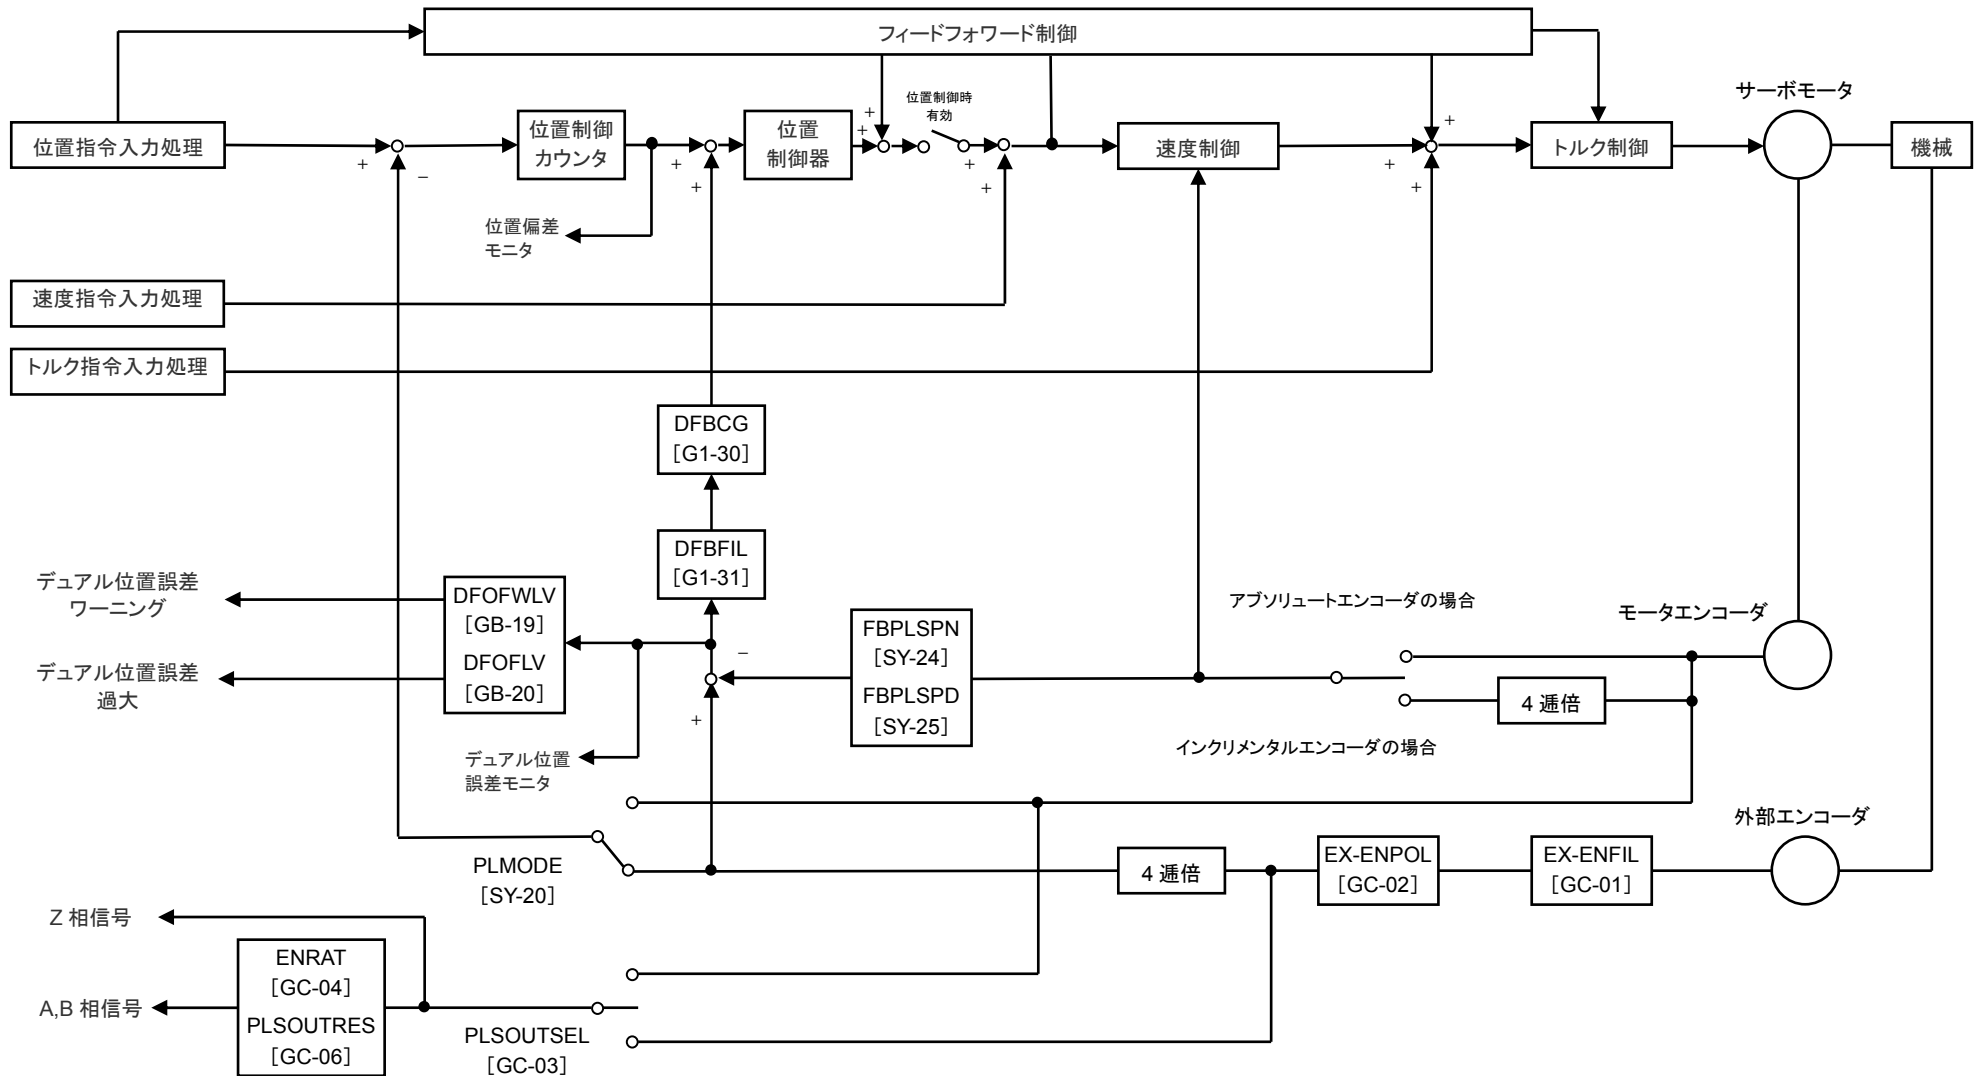 フィードフォワード制御
サーボモータ
位置制御時
有効
位置指令入力処理
位置制御
カウンタ
位置
制御器
速度制御
トルク制御
機械
+
−
+
+
+
+
+
+
+
+
+
位置偏差
モニタ
速度指令入力処理
トルク指令入力処理
DFBCG
[G1-30]
DFBFIL
[G1-31]
デュアル位置誤差
ワーニング
デュアル位置誤差
過大
DFOFWLV
[GB-19]
DFOFLV
[GB-20]
−
+
FBPLSPN
[SY-24]
FBPLSPD
[SY-25]
アブソリュートエンコーダの場合
モータエンコーダ
4 逓倍
インクリメンタルエンコーダの場合
デュアル位置
誤差モニタ
外部エンコーダ
PLMODE
[SY-20]
4 逓倍
EX-ENPOL
[GC-02]
EX-ENFIL
[GC-01]
Z 相信号
A,B 相信号
ENRAT
[GC-04]
PLSOUTRES
[GC-06]
PLSOUTSEL
[GC-03]